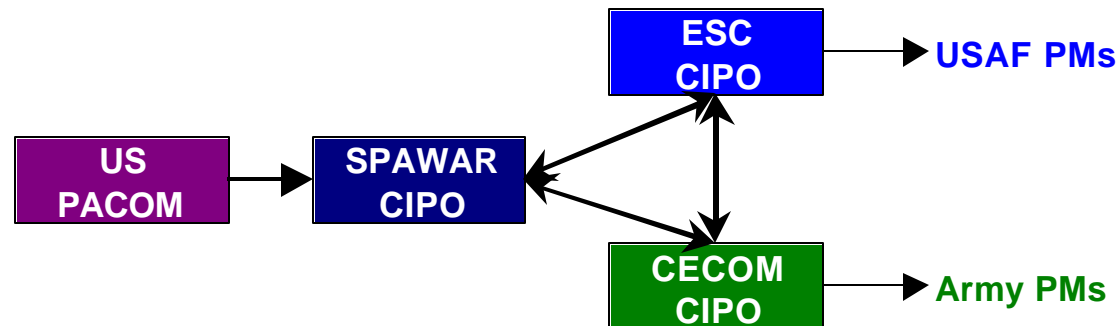 US
PACOM
SPAWAR
CIPO
ESC
CIPO
USAF PMs
CECOM
CIPO
Army PMs